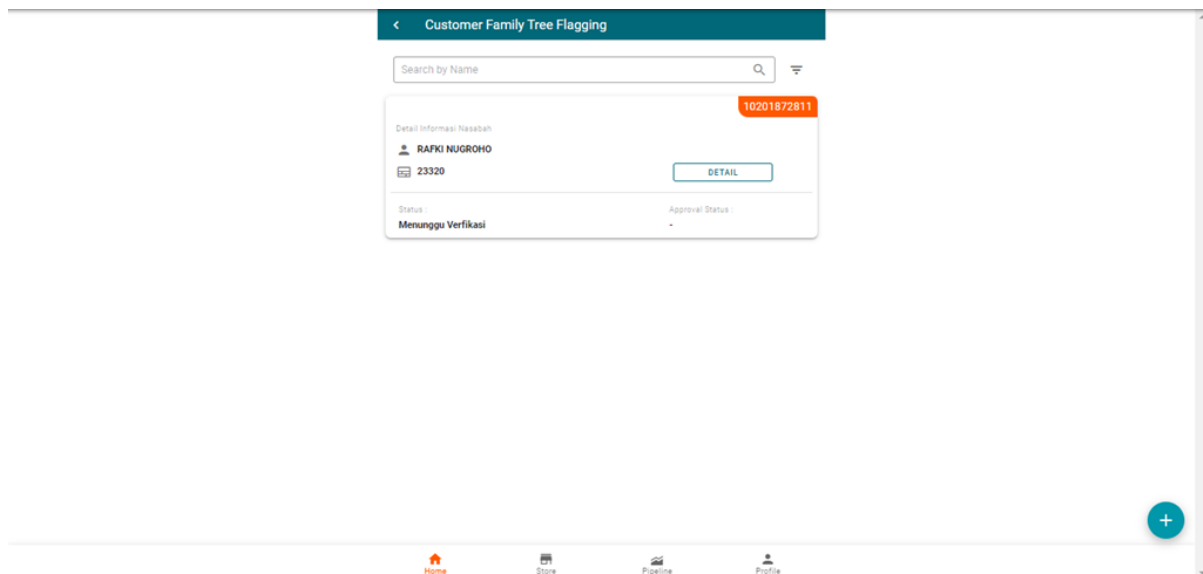 Customer Family Tree Flagging
Search by Name
10201872811
Detail Informasi Nasabah
RAFKI NUGROHO
23320
DETAIL
Status :
Approval Status :
Menunggu Verfikasi
-
Home
Store
Pipeline
Profile